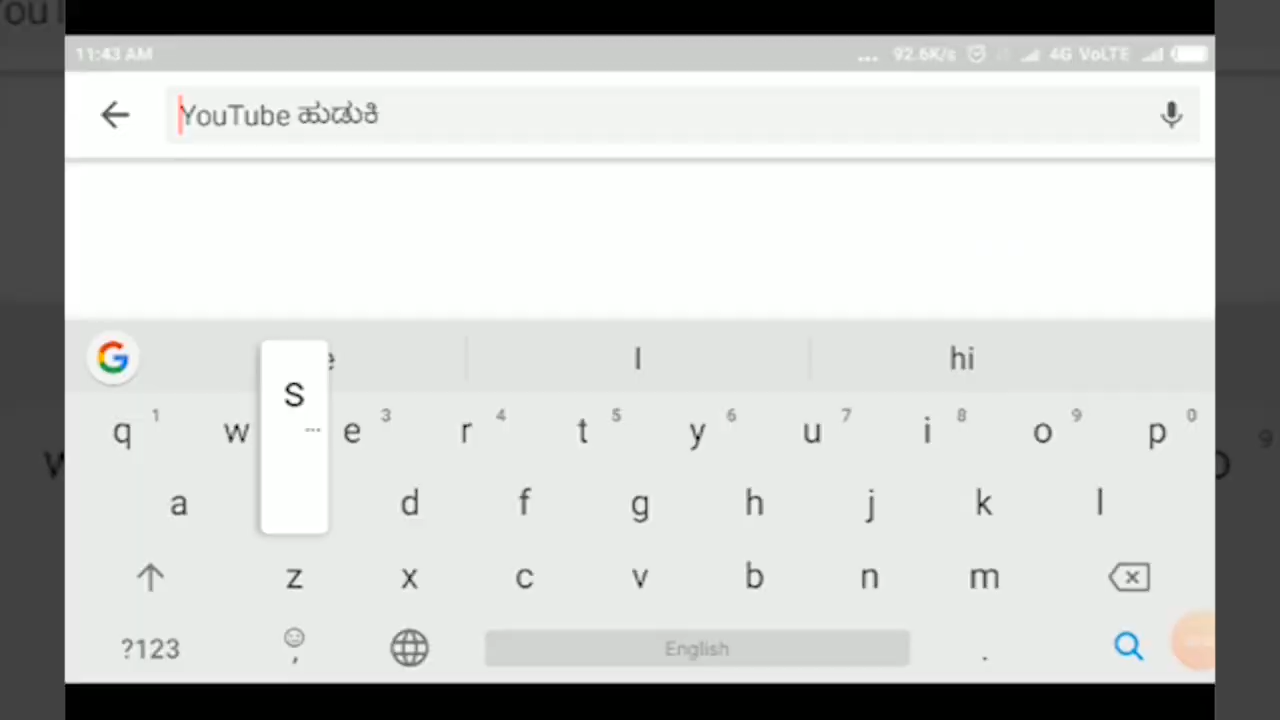 11:43 AM ... 92.6K/s 4G VoLTE
YouTube ಹುಡುಕಿ
I hi
q 1 w e 3 r 4 t 5 y 6 u 7 i 8 o 9 p 0
a s d f g h j k l
z x c v b n m
?123 , English .